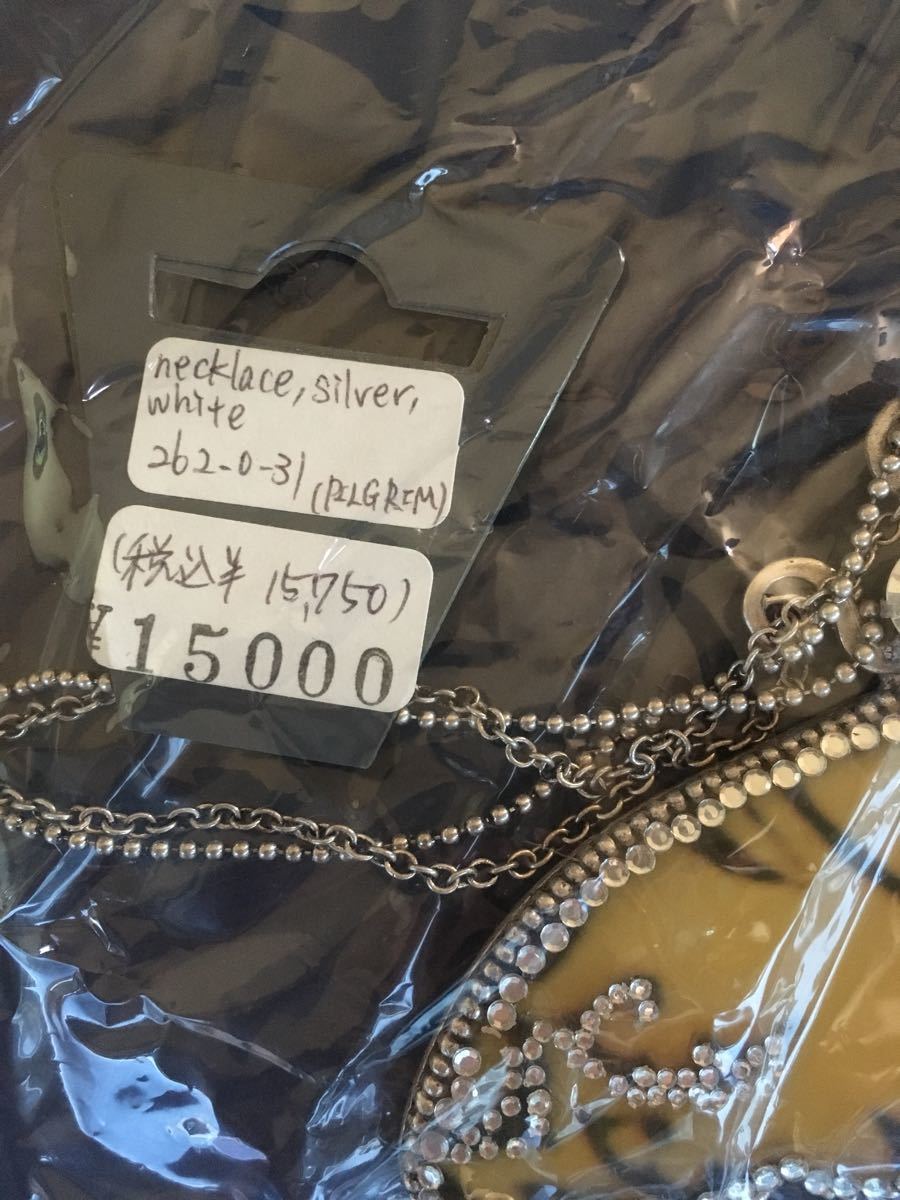 necklace, silver,
white
262-0-31 (PILGRIM)
(税込¥ 15,750)
¥15000